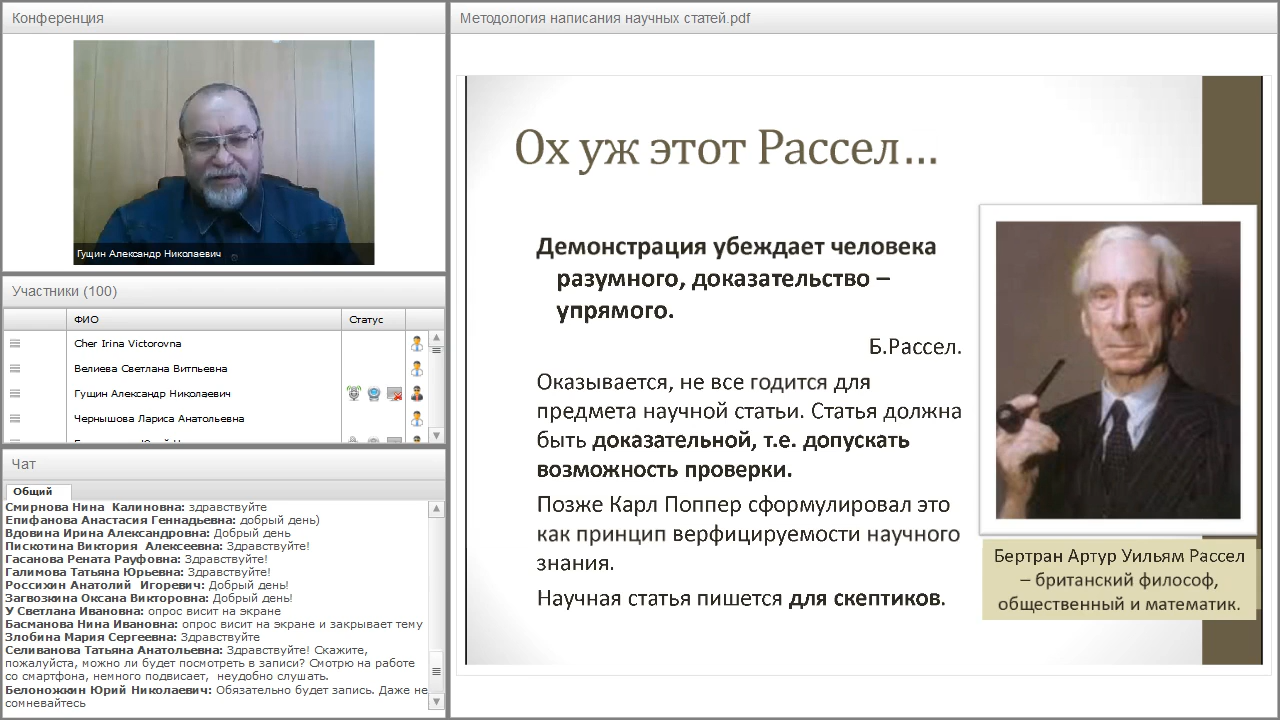 Конференция
Гущин Александр Николаевич
Участники (100)
ФИО
Статус
Cher Irina Victorovna
Велиева Светлана Витпьевна
Гущин Александр Николаевич
Чернышова Лариса Анатольевна
Чат
Общий
Смирнова Нина Калиновна: здравствуйте
Епифанова Анастасия Геннадьевна: добрый день)
Вдовина Ирина Александровна: Добрый день
Пискотина Виктория Алексеевна: Здравствуйте!
Гасанова Рената Рауфовна: Здравствуйте!
Галимова Татьяна Юрьевна: Здравствуйте!
Россихин Анатолий Игоревич: Добрый день!
Загвозкина Оксана Викторовна: Добрый день!
У Светлана Ивановна: опрос висит на экране
Басманова Нина Ивановна: опрос висит на экране и закрывает тему
Злобина Мария Сергеевна: Здравствуйте
Селиванова Татьяна Анатольевна: Здравствуйте! Скажите,
пожалуйста, можно ли будет посмотреть в записи? Смотрю на работе
со смартфона, немного подвисает, неудобно слушать.
Белоножкин Юрий Николаевич: Обязательно будет запись. Даже не
сомневайтесь
Методология написания научных статей.pdf
Ох уж этот Рассел...
Демонстрация убеждает человека
разумного, доказательство –
упрямого.
Б.Рассел.
Оказывается, не все годится для
предмета научной статьи. Статья должна
быть доказательной, т.е. допускать
возможность проверки.
Позже Карл Поппер сформулировал это
как принцип верфицируемости научного
знания.
Научная статья пишется для скептиков.
Бертран Артур Уильям Рассел
– британский философ,
общественный и математик.